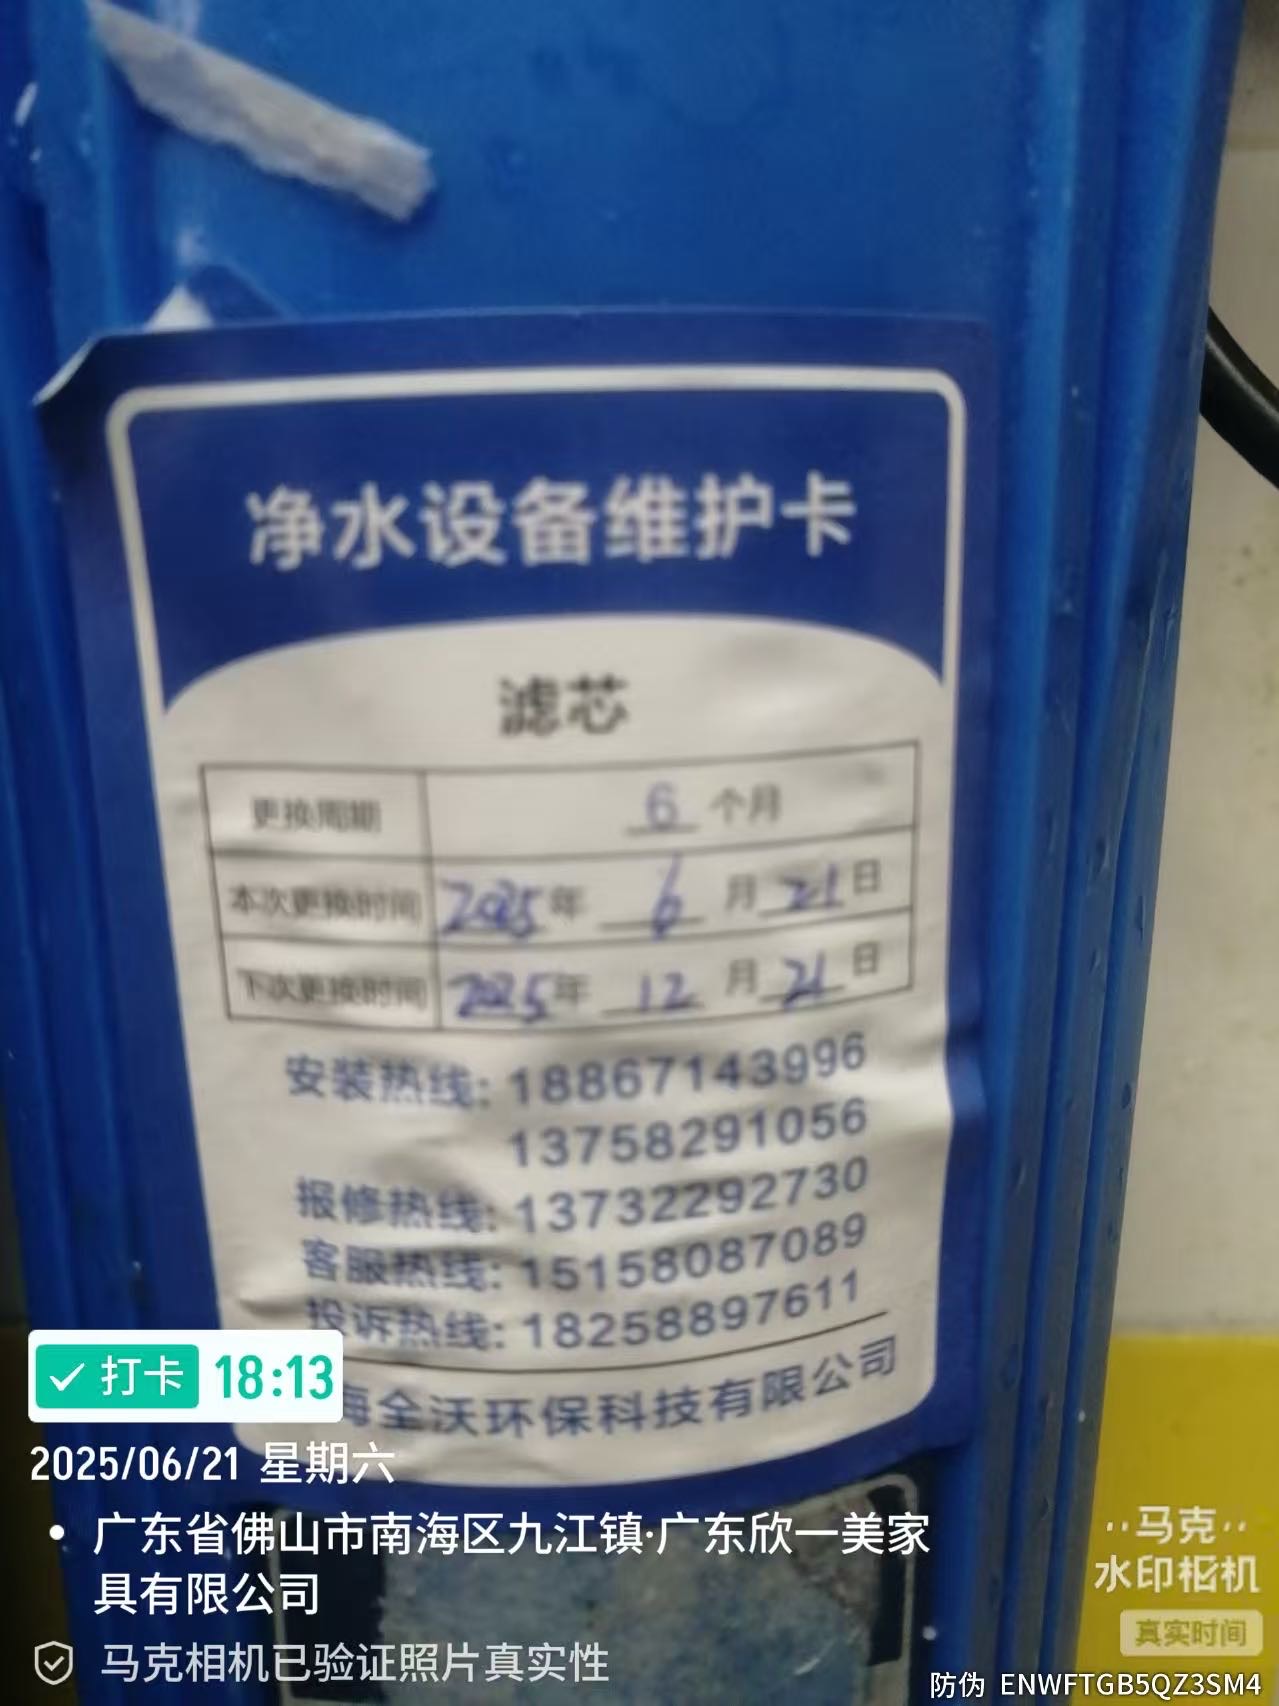 净水设备维护卡
滤芯
更换周期 6 个月
本次更换时间 2025年 6 月 21 日
下次更换时间 2025年 12 月 21 日
安装热线: 18867143996
13758291056
报修热线: 13732292730
客服热线: 15158087089
投诉热线: 18258897611
海全沃环保科技有限公司
打卡 18:13
2025/06/21 星期六
广东省佛山市南海区九江镇·广东欣一美家
具有限公司
马克相机已验证照片真实性
马克
水印相机
真实时间
防伪 ENWFTGB5QZ3SM4